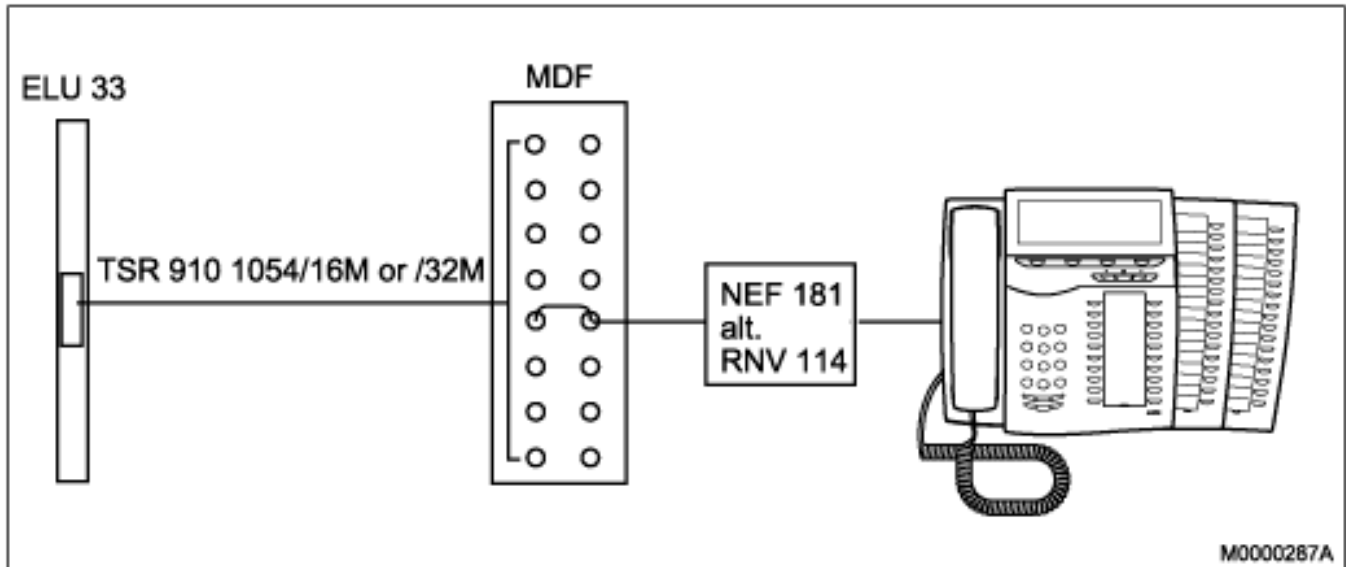 ELU 33
MDF
TSR 910 1054/16M or /32M
NEF 181
alt.
RNV 114
M0000287A